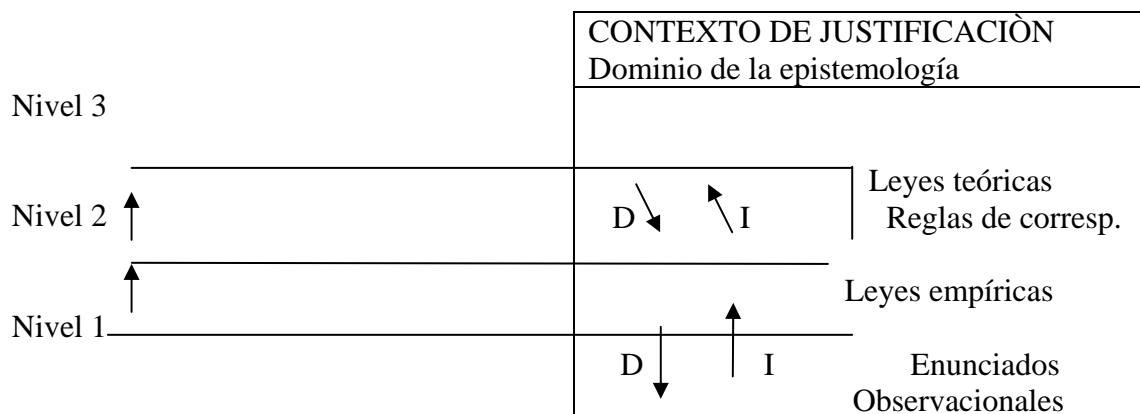 CONTEXTO DE JUSTIFICACIÒN
Dominio de la epistemología
Nivel 3
Leyes teóricas
Nivel 2
D
I
Reglas de corresp.
Leyes empíricas
Nivel 1
D
I
Enunciados
Observacionales